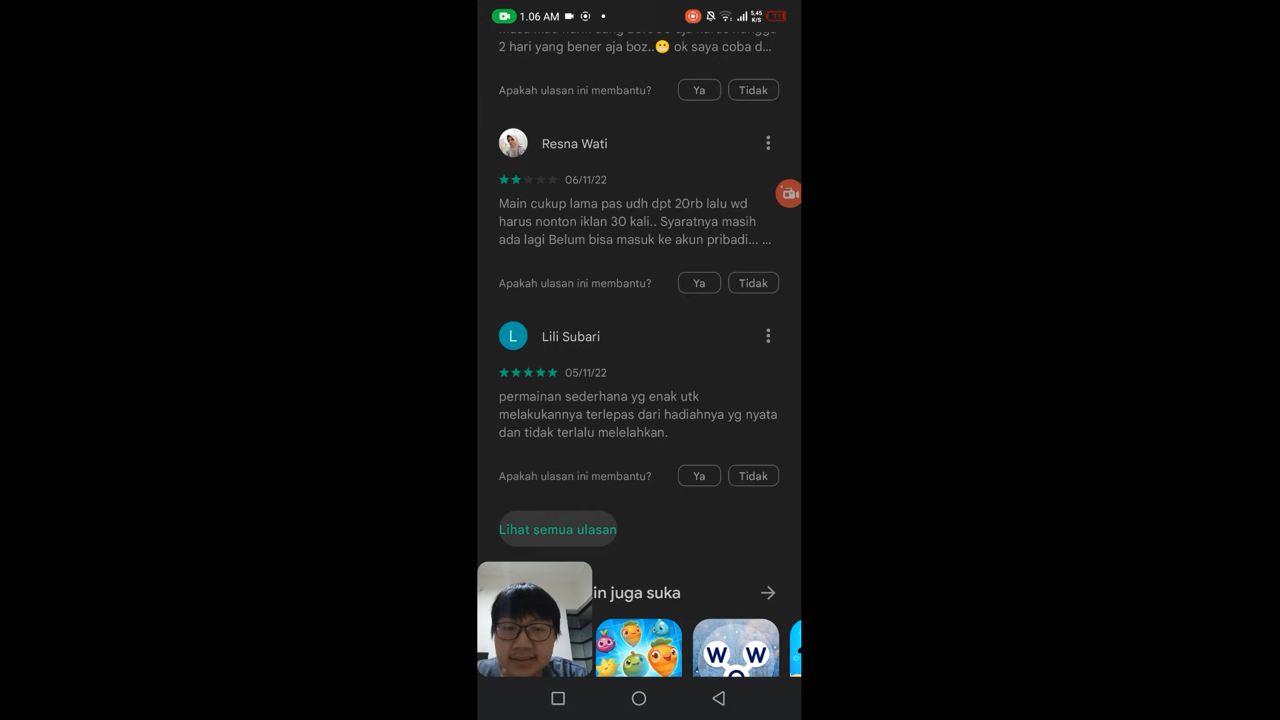 1.06 AM
5,45
K/S
2 hari yang bener aja boz..😬 ok saya coba d...
Apakah ulasan ini membantu?
Ya
Tidak
Resna Wati
06/11/22
Main cukup lama pas udh dpt 20rb lalu wd
harus nonton iklan 30 kali.. Syaratnya masih
ada lagi Belum bisa masuk ke akun pribadi... ...
Apakah ulasan ini membantu?
Ya
Tidak
L
Lili Subari
05/11/22
permainan sederhana yg enak utk
melakukannya terlepas dari hadiahnya yg nyata
dan tidak terlalu melelahkan.
Apakah ulasan ini membantu?
Ya
Tidak
Lihat semua ulasan
in juga suka
W W